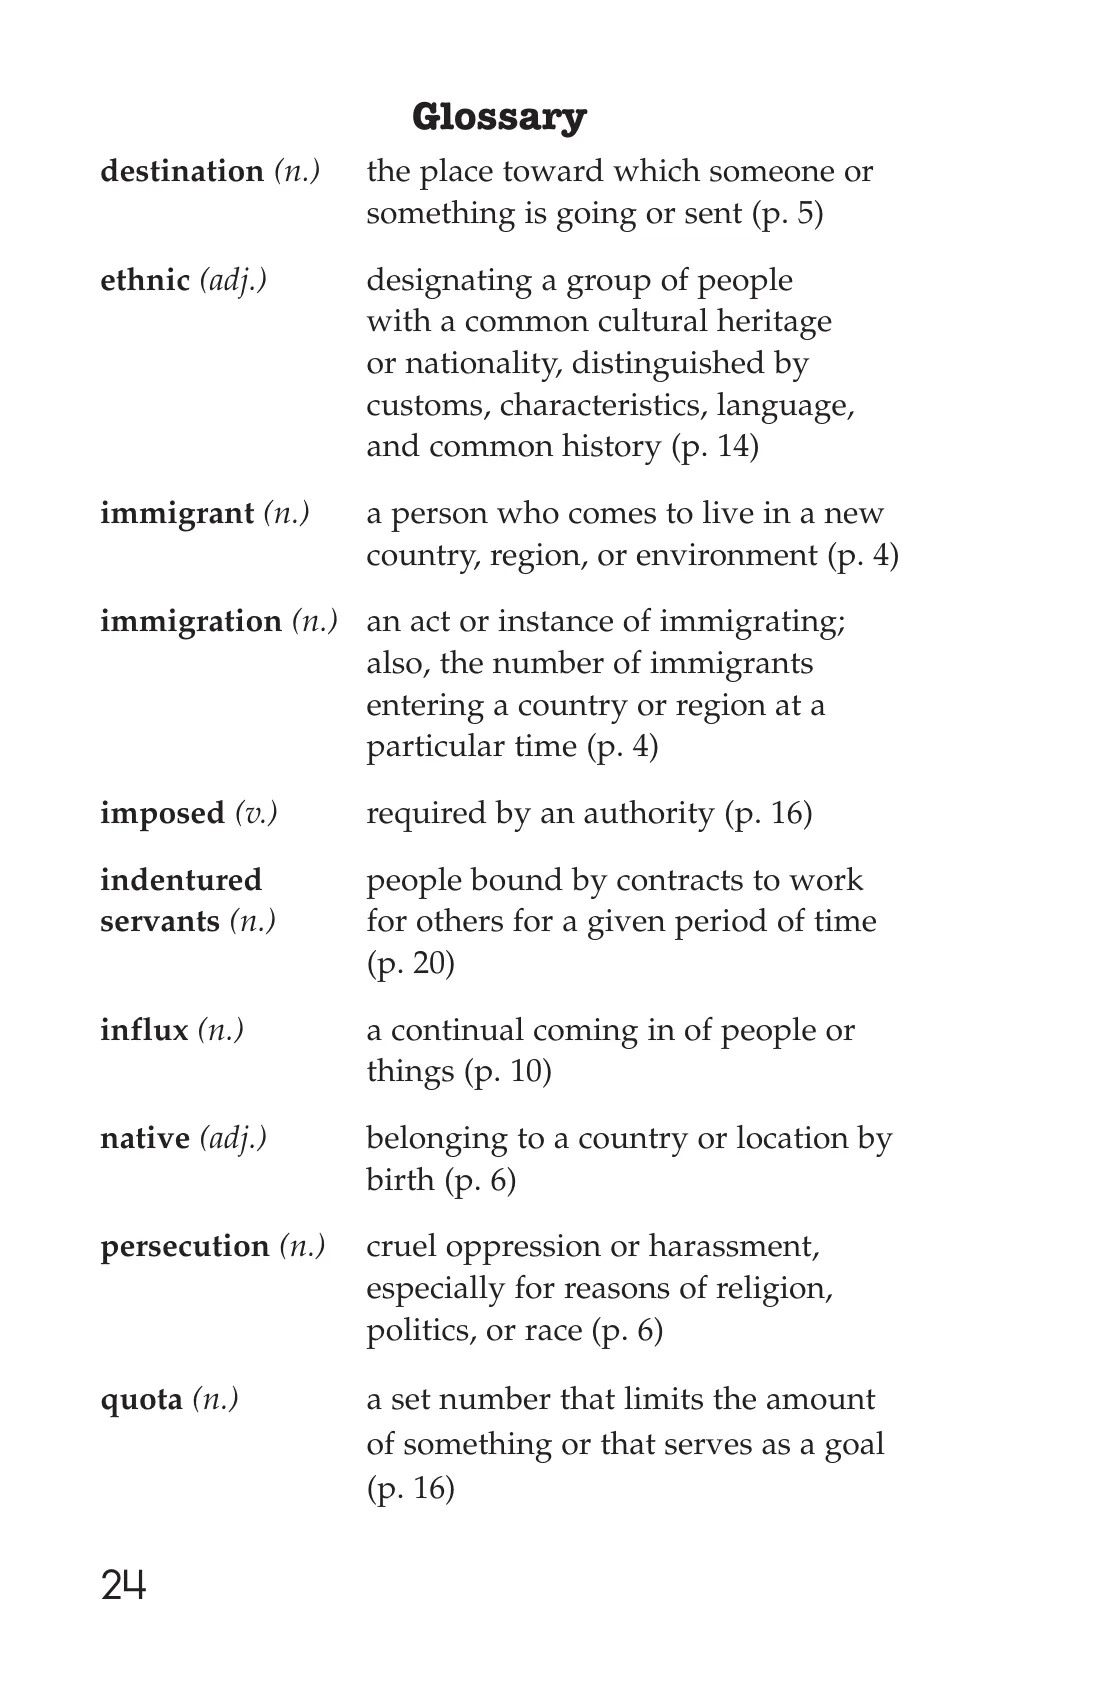 Glossary
destination (n.) the place toward which someone or
something is going or sent (p. 5)
ethnic (adj.) designating a group of people
with a common cultural heritage
or nationality, distinguished by
customs, characteristics, language,
and common history (p. 14)
immigrant (n.) a person who comes to live in a new
country, region, or environment (p. 4)
immigration (n.) an act or instance of immigrating;
also, the number of immigrants
entering a country or region at a
particular time (p. 4)
imposed (v.) required by an authority (p. 16)
indentured people bound by contracts to work
servants (n.) for others for a given period of time
(p. 20)
influx (n.) a continual coming in of people or
things (p. 10)
native (adj.) belonging to a country or location by
birth (p. 6)
persecution (n.) cruel oppression or harassment,
especially for reasons of religion,
politics, or race (p. 6)
quota (n.) a set number that limits the amount
of something or that serves as a goal
(p. 16)
24